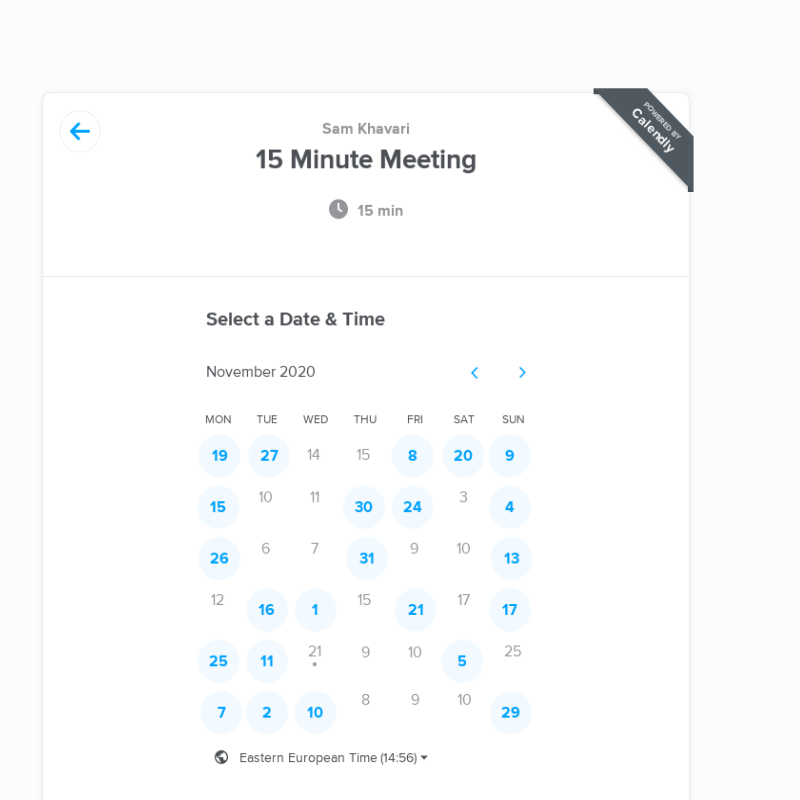 POWERED BY
Calendly
Sam Khavari
15 Minute Meeting
15 min
Select a Date & Time
November 2020
MON TUE WED THU FRI SAT SUN
19 27 14 15 8 20 9
15 10 11 30 24 3 4
26 6 7 31 9 10 13
12 16 1 15 21 17 17
25 11 21 9 10 5 25
7 2 10 8 9 10 29
Eastern European Time (14:56)